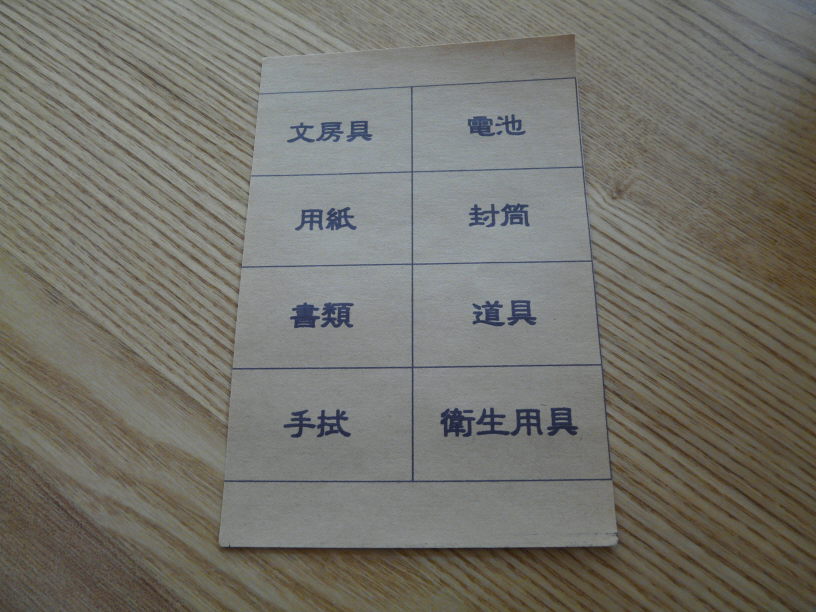 文房具 電池
用紙 封筒
書類 道具
手拭 衛生用具